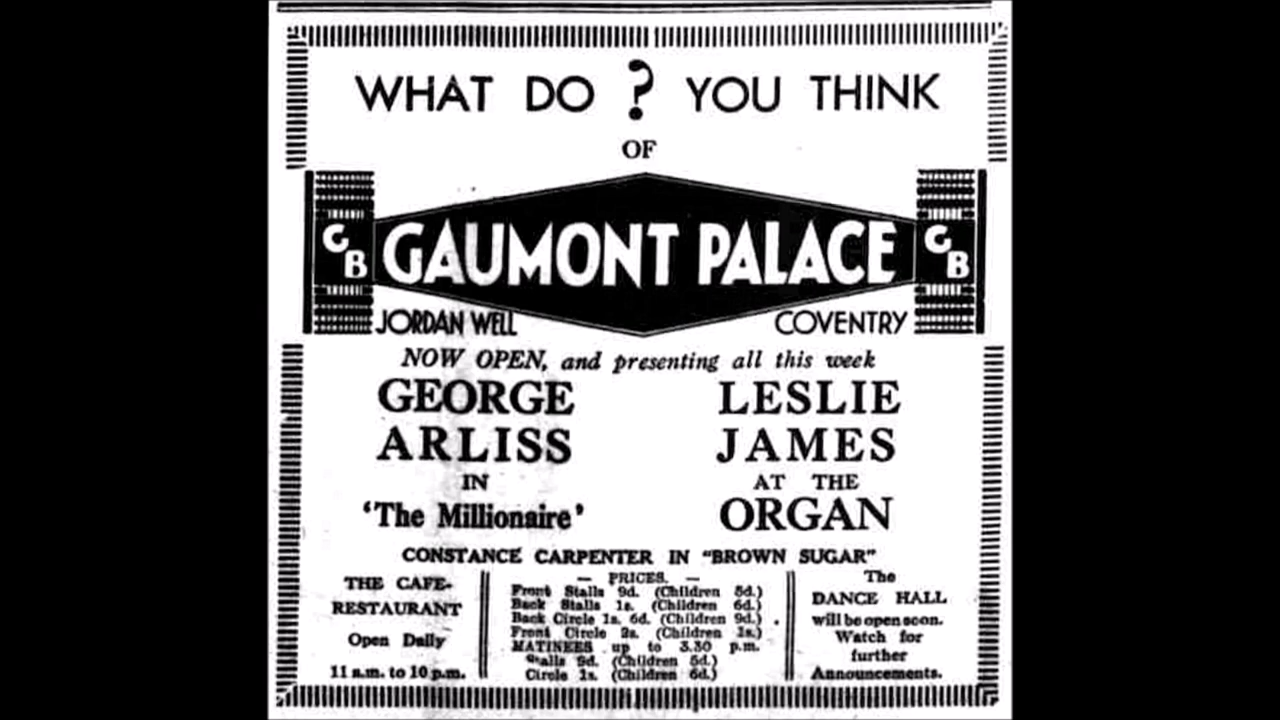 WHAT DO ? YOU THINK
OF
GB GAUMONT PALACE GB
JORDAN WELL COVENTRY
NOW OPEN, and presenting all this week
GEORGE ARLISS
IN
'The Millionaire'
LESLIE JAMES
AT THE
ORGAN
CONSTANCE CARPENTER IN "BROWN SUGAR"
THE CAFE-
RESTAURANT
Open Daily
11 a.m. to 10 p.m.
— PRICES. —
Front Stalls 9d. (Children 5d.)
Back Stalls 1s. (Children 6d.)
Back Circle 1s. 6d. (Children 9d.)
Front Circle 2s. (Children 1s.)
MATINEES up to 3.30 p.m.
Stalls 9d. (Children 5d.)
Circle 1s. (Children 6d.)
The
DANCE HALL
will be open soon.
Watch for
further
Announcements.